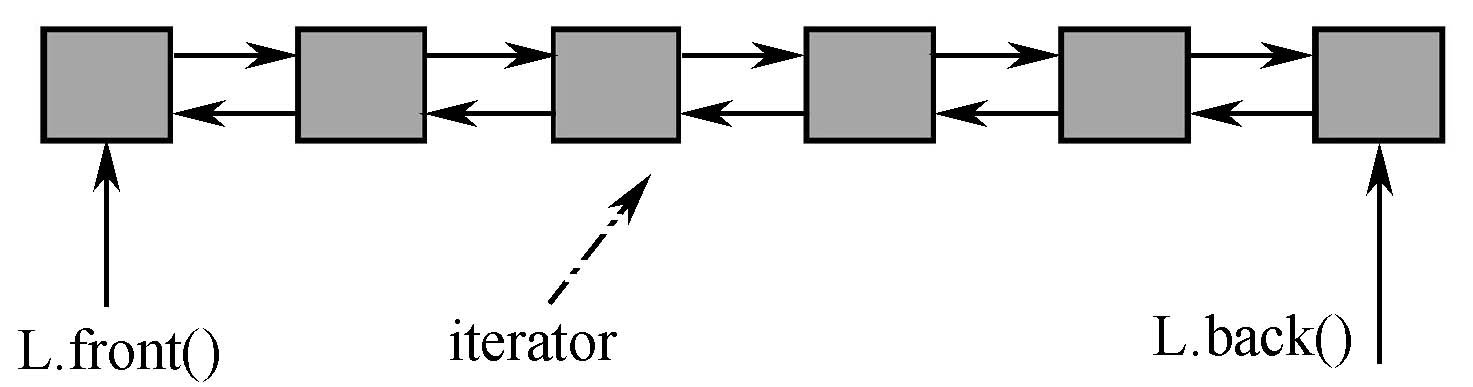 L.front()
iterator
L.back()